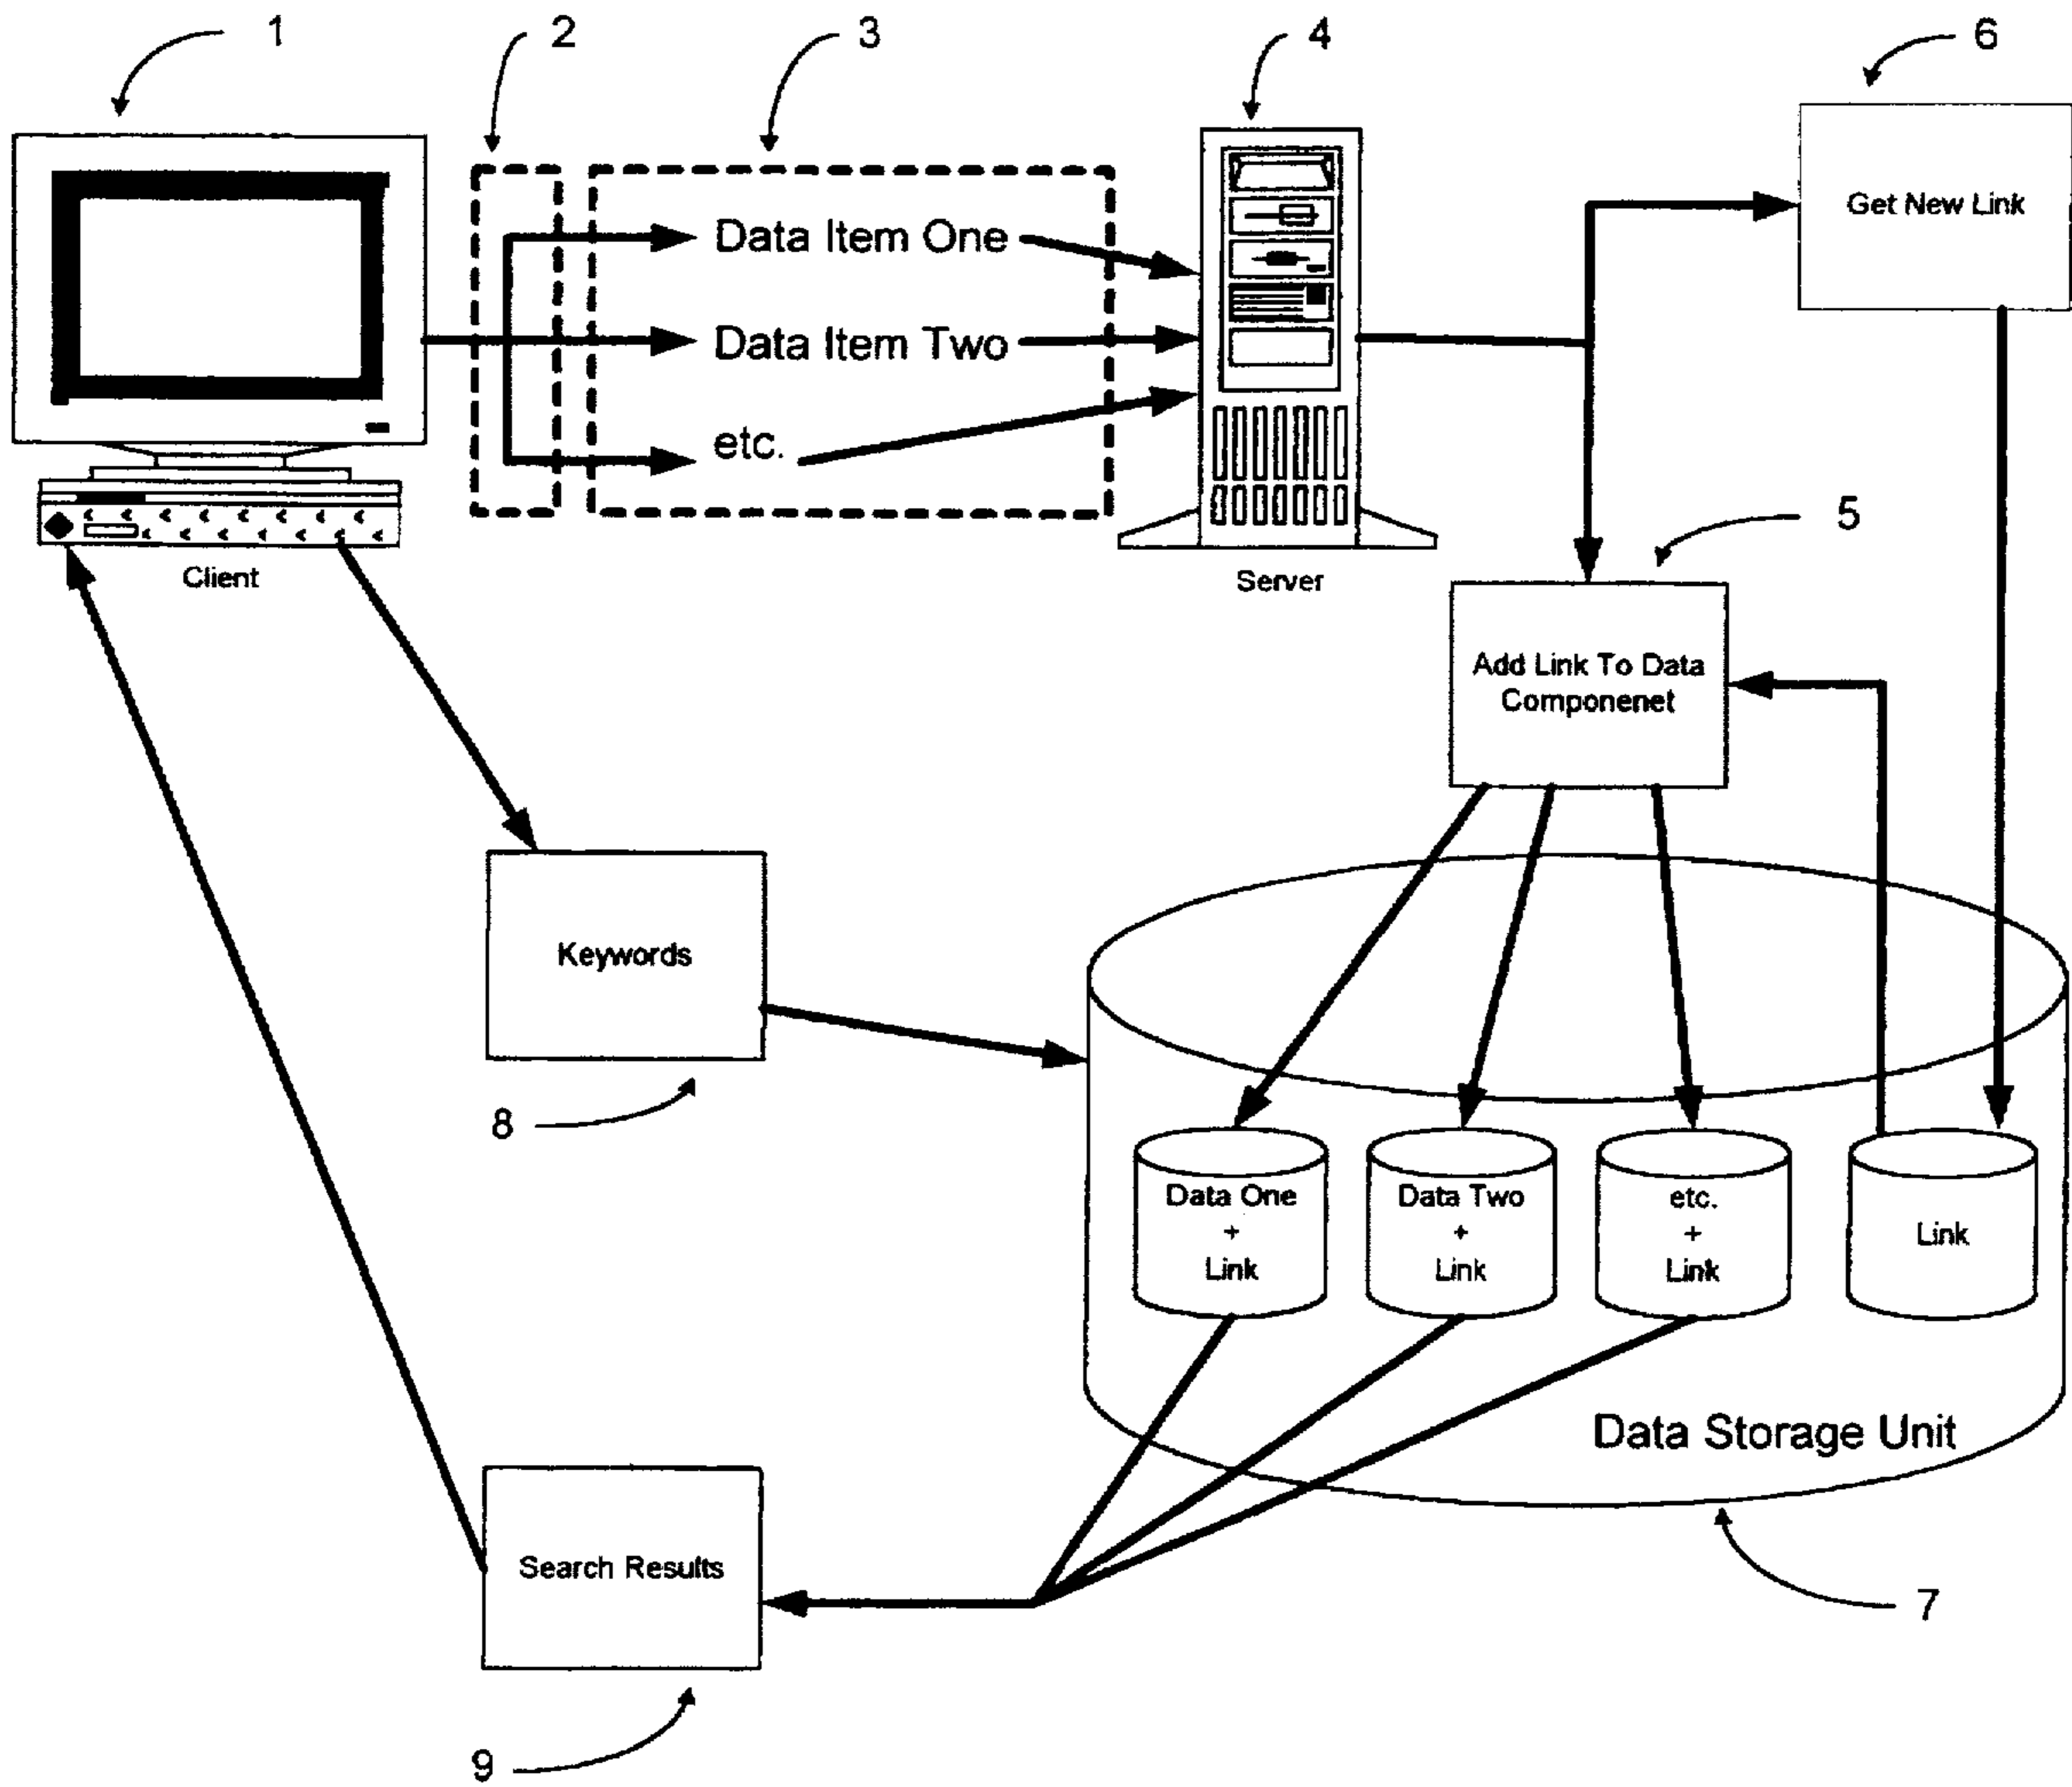 1
2
3
4
6
Data Item One
Get New Link
Data Item Two
etc.
5
Client
Server
Add Link To Data
Componenet
Keywords
8
Data One
+
Link
Data Two
+
Link
etc.
+
Link
Link
Data Storage Unit
Search Results
7
9